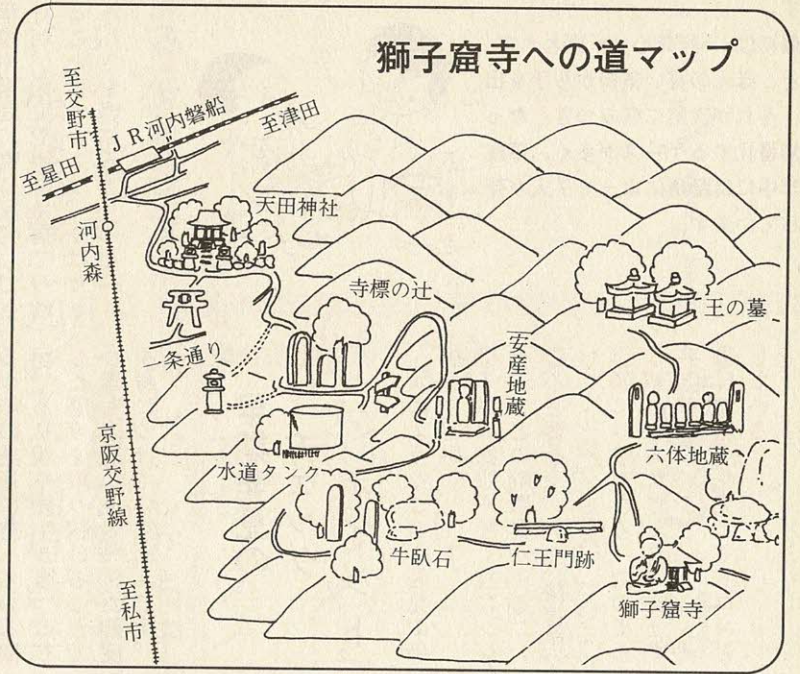 獅子窟寺への道マップ
至交野市
JR河内磐船
至津田
至星田
河内森
天田神社
寺標の辻
王の墓
一条通り
安産地蔵
六体地蔵
京阪交野線
水道タンク
牛臥石
仁王門跡
至私市
獅子窟寺